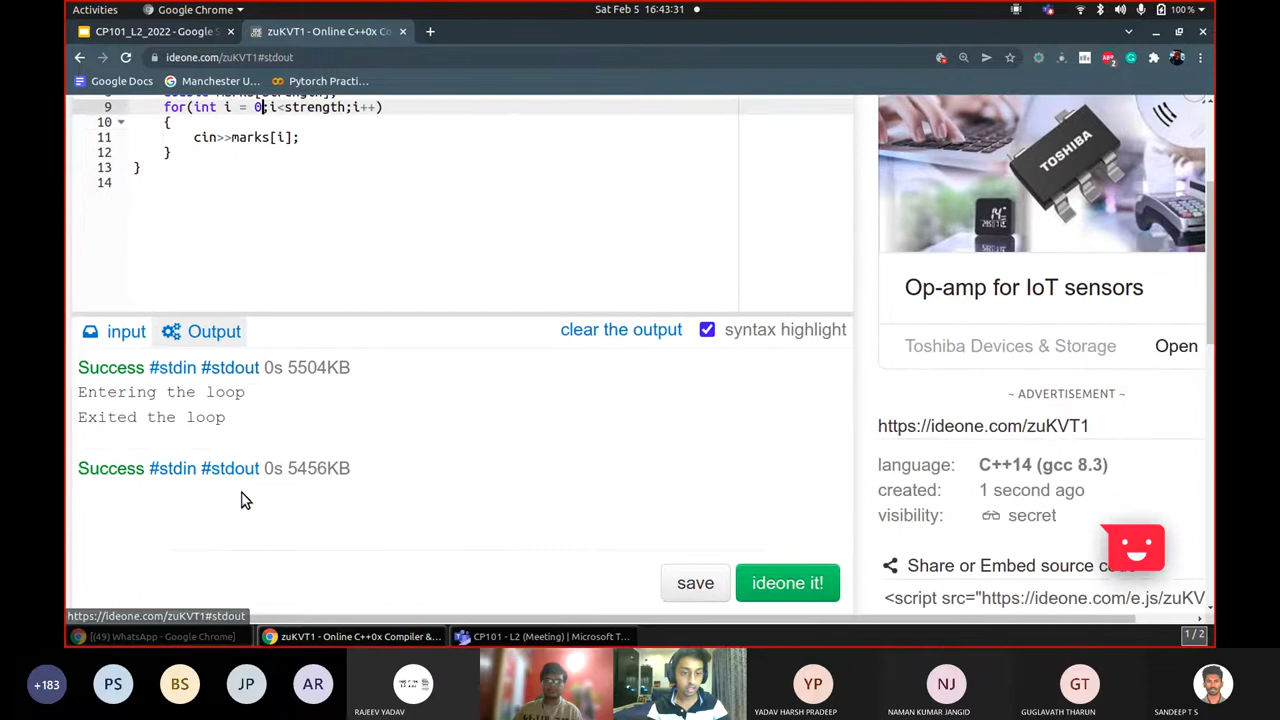 Activities
Google Chrome
Sat Feb 5 16:43:31
100 %
CP101_L2_2022 - Google S
zuKVT1 - Online C++0x Co
ideone.com/zuKVT1#stdout
Google Docs
Manchester U...
Pytorch Practi...
9 for(int i = 0;i<strength;i++)
10 {
11 cin>>marks[i];
12 }
13 }
14
TOSHIBA
Op-amp for IoT sensors
Toshiba Devices & Storage
Open
~ ADVERTISEMENT ~
input
Output
clear the output
syntax highlight
Success #stdin #stdout 0s 5504KB
Entering the loop
Exited the loop
Success #stdin #stdout 0s 5456KB
https://ideone.com/zuKVT1
language: C++14 (gcc 8.3)
created: 1 second ago
visibility: secret
Share or Embed source co
<script src="https://ideone.com/e.js/zuKV
save
ideone it!
https://ideone.com/zuKVT1#stdout
[(49) WhatsApp - Google Chrome]
zuKVT1 - Online C++0x Compiler &...
CP101 - L2 (Meeting) | Microsoft T...
1 / 2
+183
PS
BS
JP
AR
RAJEEV YADAV
YP
YADAV HARSH PRADEEP
NJ
NAMAN KUMAR JANGID
GT
GUGLAVATH THARUN
SANDEEP T S